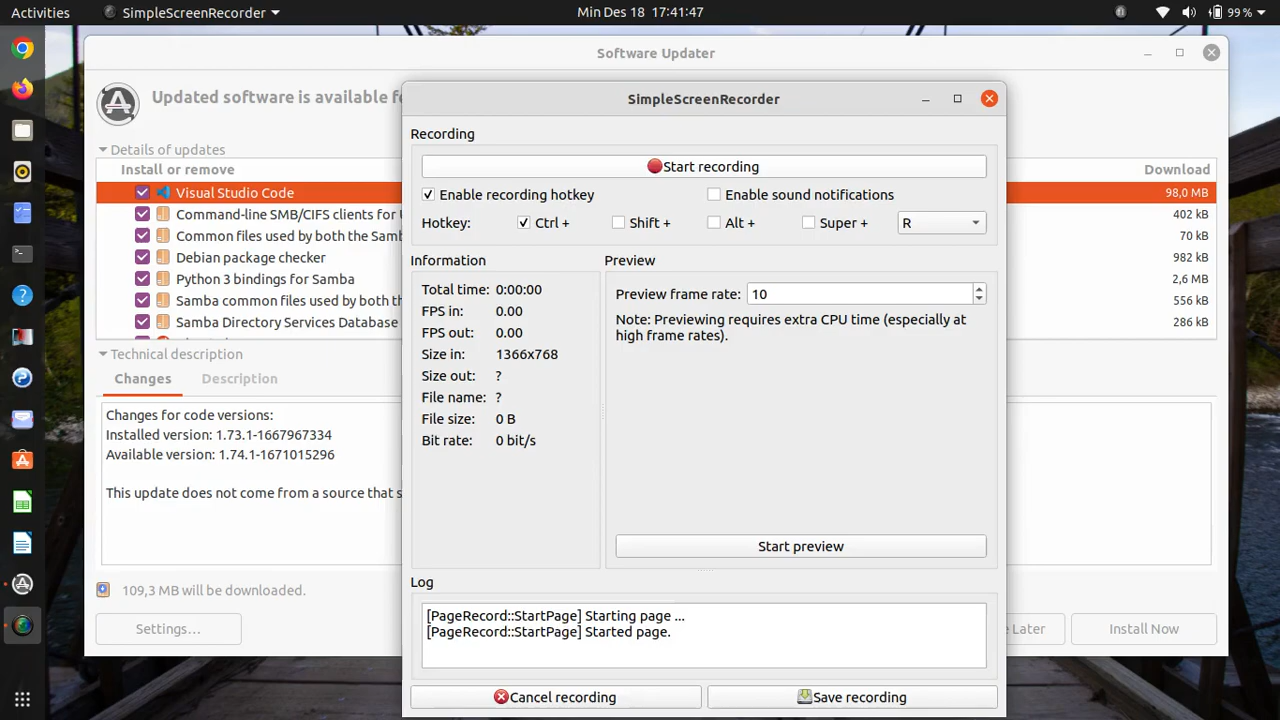 Activities
SimpleScreenRecorder
Min Des 18 17:41:47
99 %
Software Updater
Updated software is available f
Details of updates
Install or remove
Download
Visual Studio Code
98,0 MB
Command-line SMB/CIFS clients for U
402 kB
Common files used by both the Samb
70 kB
Debian package checker
982 kB
Python 3 bindings for Samba
2,6 MB
Samba common files used by both th
556 kB
Samba Directory Services Database
286 kB
Technical description
Changes
Description
Changes for code versions:
Installed version: 1.73.1-1667967334
Available version: 1.74.1-1671015296
This update does not come from a source that s
109,3 MB will be downloaded.
Settings…
e Later
Install Now
SimpleScreenRecorder
Recording
Start recording
Enable recording hotkey
Enable sound notifications
Hotkey:
Ctrl +
Shift +
Alt +
Super +
R
Information
Total time: 0:00:00
FPS in: 0.00
FPS out: 0.00
Size in: 1366x768
Size out: ?
File name: ?
File size: 0 B
Bit rate: 0 bit/s
Preview
Preview frame rate: 10
Note: Previewing requires extra CPU time (especially at
high frame rates).
Start preview
Log
[PageRecord::StartPage] Starting page ...
[PageRecord::StartPage] Started page.
Cancel recording
Save recording